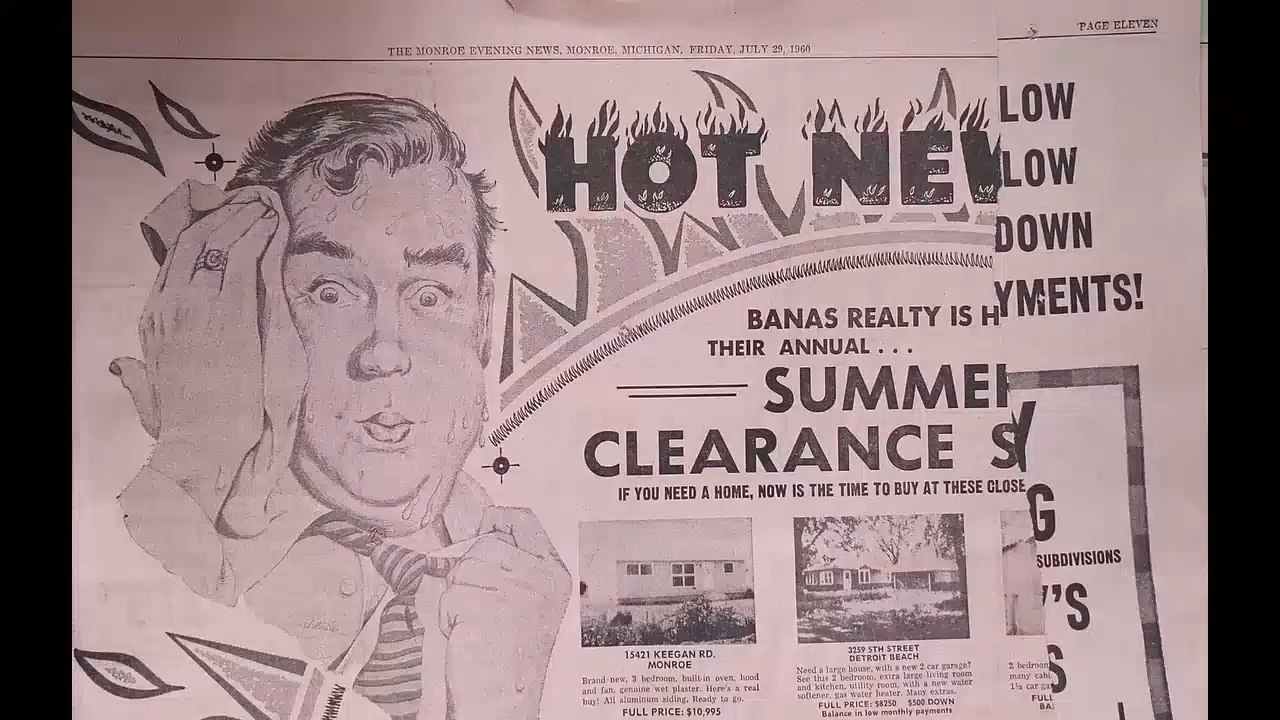 THE MONROE EVENING NEWS, MONROE, MICHIGAN, FRIDAY, JULY 29, 1960
PAGE ELEVEN
HOT NEW
LOW
LOW
DOWN
YMENTS!
BANAS REALTY IS H
THEIR ANNUAL . . .
SUMMER
CLEARANCE S
IF YOU NEED A HOME, NOW IS THE TIME TO BUY AT THESE CLOSE
Y
G
SUBDIVISIONS
Y'S
S
15421 KEEGAN RD.
MONROE
Brand new, 3 bedroom, built-in oven, hood
and fan, genuine wet plaster. Here's a real
buy! All aluminum siding. Ready to go.
FULL PRICE: $10,995
3259 5TH STREET
DETROIT BEACH
Need a large house, with a new 2 car garage?
See this 2 bedroom, extra large living room
and kitchen, utility room, with a new water
softener, gas water heater. Many extras.
FULL PRICE: $8250 $500 DOWN
Balance in low monthly payments
2 bedroom
many cabi
1½ car ga
FULL
BA